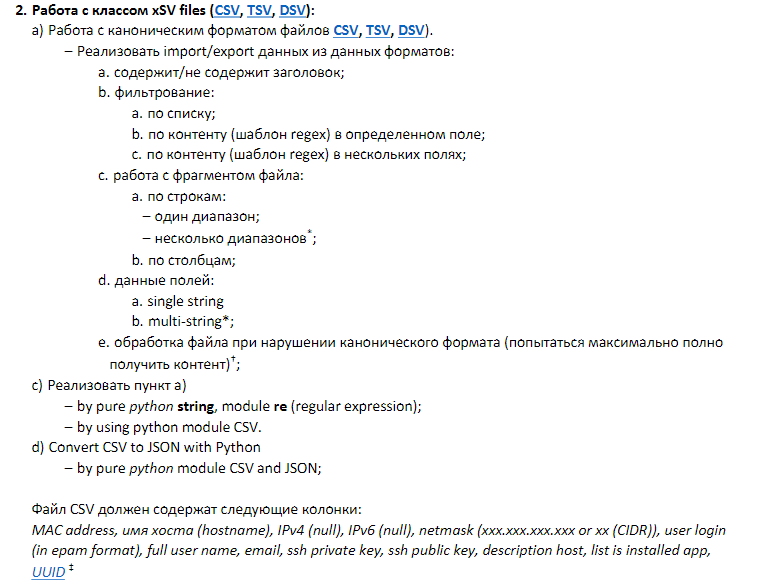 2. Работа с классом xSV files (CSV, TSV, DSV):
a) Работа с каноническим форматом файлов CSV, TSV, DSV).
– Реализовать import/export данных из данных форматов:
a. содержит/не содержит заголовок;
b. фильтрование:
a. по списку;
b. по контенту (шаблон regex) в определенном поле;
c. по контенту (шаблон regex) в нескольких полях;
c. работа с фрагментом файла:
a. по строкам:
– один диапазон;
– несколько диапазонов*;
b. по столбцам;
d. данные полей:
a. single string
b. multi-string*;
e. обработка файла при нарушении канонического формата (попытаться максимально полно
получить контент)†;
c) Реализовать пункт a)
– by pure python string, module re (regular expression);
– by using python module CSV.
d) Convert CSV to JSON with Python
– by pure python module CSV and JSON;
Файл CSV должен содержат следующие колонки:
MAC address, имя хоста (hostname), IPv4 (null), IPv6 (null), netmask (xxx.xxx.xxx.xxx or xx (CIDR)), user login
(in epam format), full user name, email, ssh private key, ssh public key, description host, list is installed app,
UUID ‡